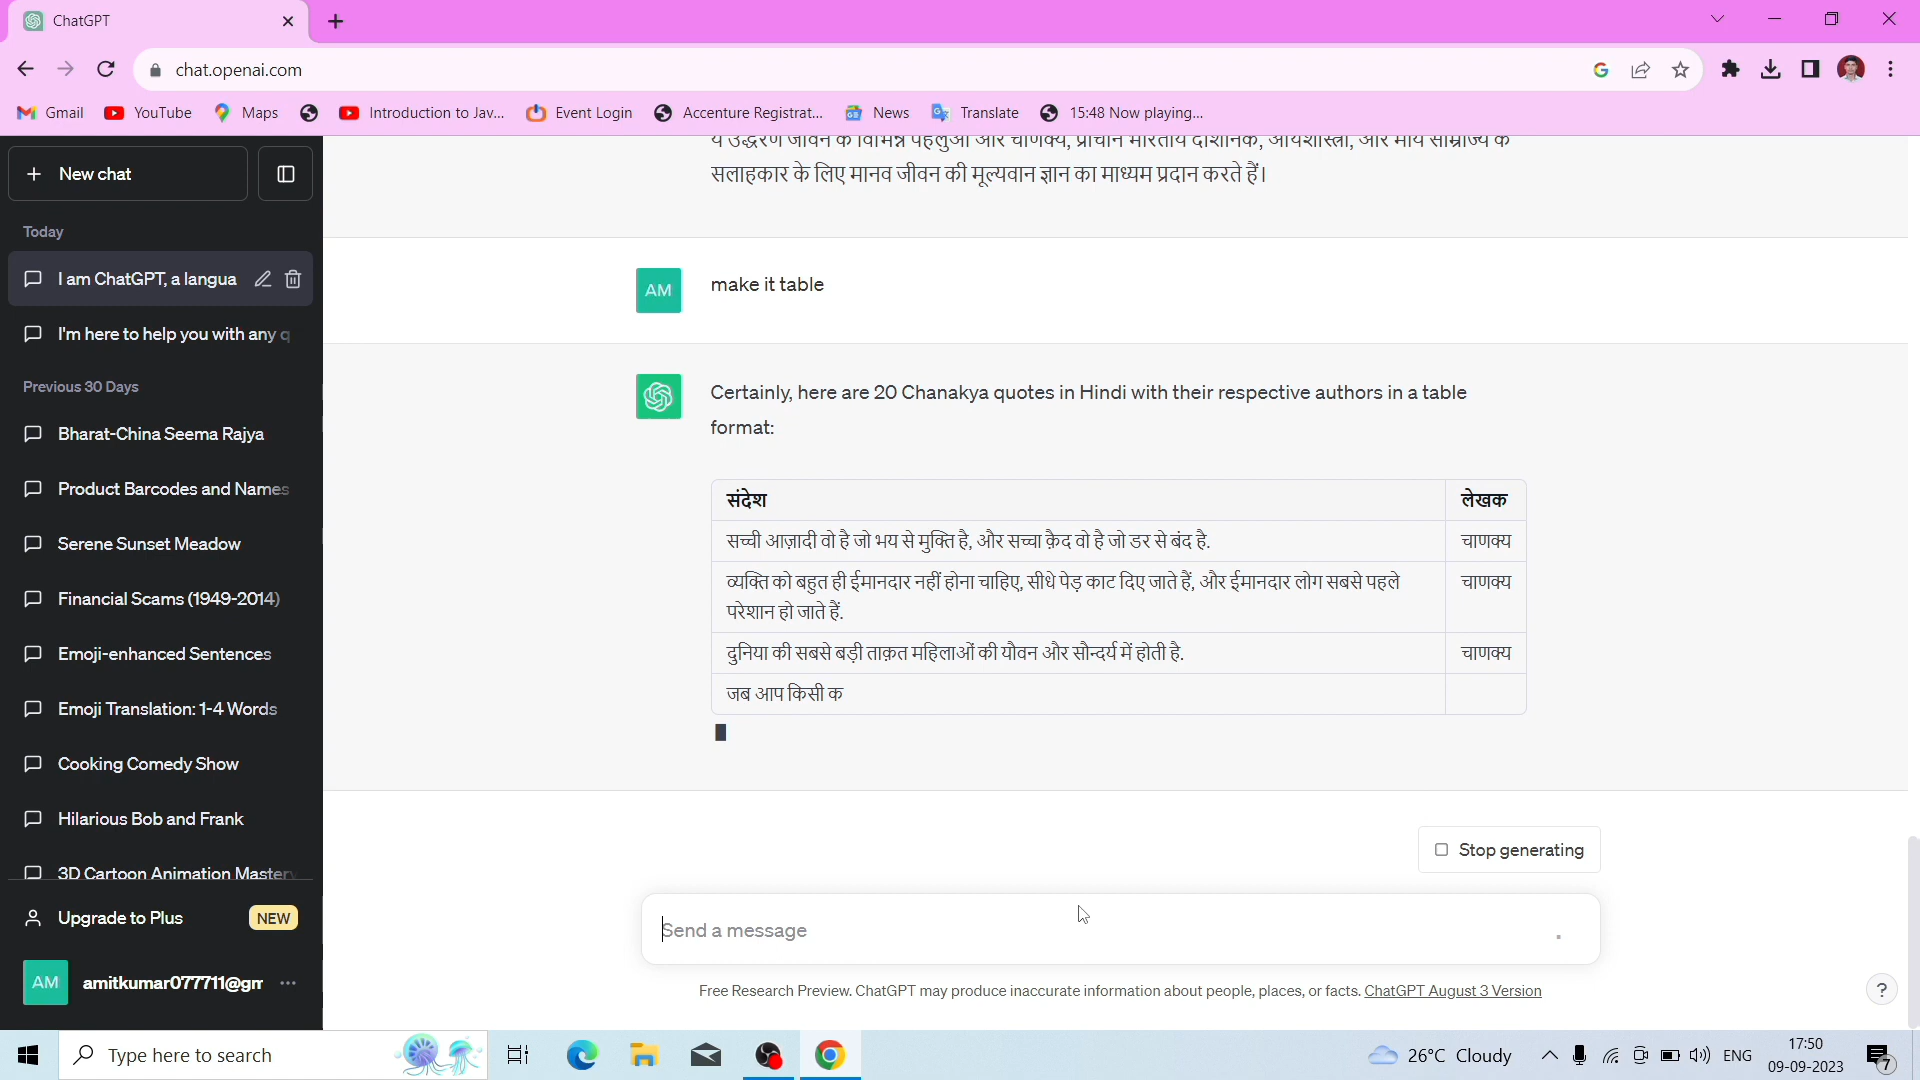 ChatGPT
chat.openai.com
Gmail
YouTube
Maps
Introduction to Jav...
Event Login
Accenture Registrat...
News
Translate
15:48 Now playing...
New chat
Today
I am ChatGPT, a langua
I'm here to help you with any q
Previous 30 Days
Bharat-China Seema Rajya
Product Barcodes and Names
Serene Sunset Meadow
Financial Scams (1949-2014)
Emoji-enhanced Sentences
Emoji Translation: 1-4 Words
Cooking Comedy Show
Hilarious Bob and Frank
3D Cartoon Animation Master
Upgrade to Plus NEW
AM amitkumar077711@gm
सलाहकार के लिए मानव जीवन की मूल्यवान ज्ञान का माध्यम प्रदान करते हैं।
AM make it table
Certainly, here are 20 Chanakya quotes in Hindi with their respective authors in a table
format:
संदेश लेखक
सच्ची आज़ादी वो है जो भय से मुक्ति है, और सच्चा क़ैद वो है जो डर से बंद है. चाणक्य
व्यक्ति को बहुत ही ईमानदार नहीं होना चाहिए, सीधे पेड़ काट दिए जाते हैं, और ईमानदार लोग सबसे पहले चाणक्य
परेशान हो जाते हैं.
दुनिया की सबसे बड़ी ताक़त महिलाओं की यौवन और सौन्दर्य में होती है. चाणक्य
जब आप किसी क
Stop generating
Send a message
Free Research Preview. ChatGPT may produce inaccurate information about people, places, or facts. ChatGPT August 3 Version
?
Type here to search
26°C Cloudy
ENG
17:50
09-09-2023
7